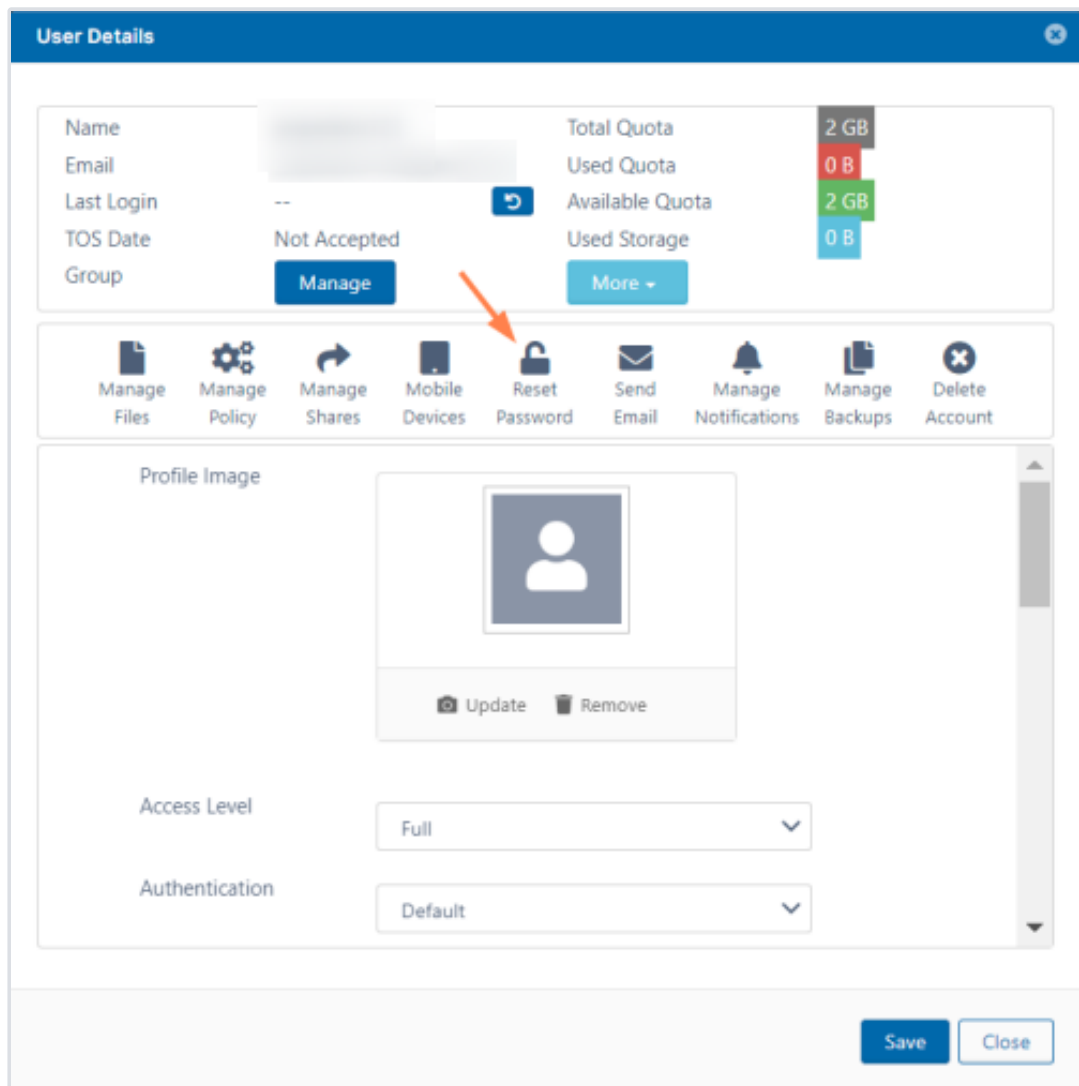 User Details
Name
Total Quota 2 GB
Email
Used Quota 0 B
Last Login --
Available Quota 2 GB
TOS Date Not Accepted
Used Storage 0 B
Group Manage
More
Manage Files
Manage Policy
Manage Shares
Mobile Devices
Reset Password
Send Email
Manage Notifications
Manage Backups
Delete Account
Profile Image
Update
Remove
Access Level
Full
Authentication
Default
Save
Close